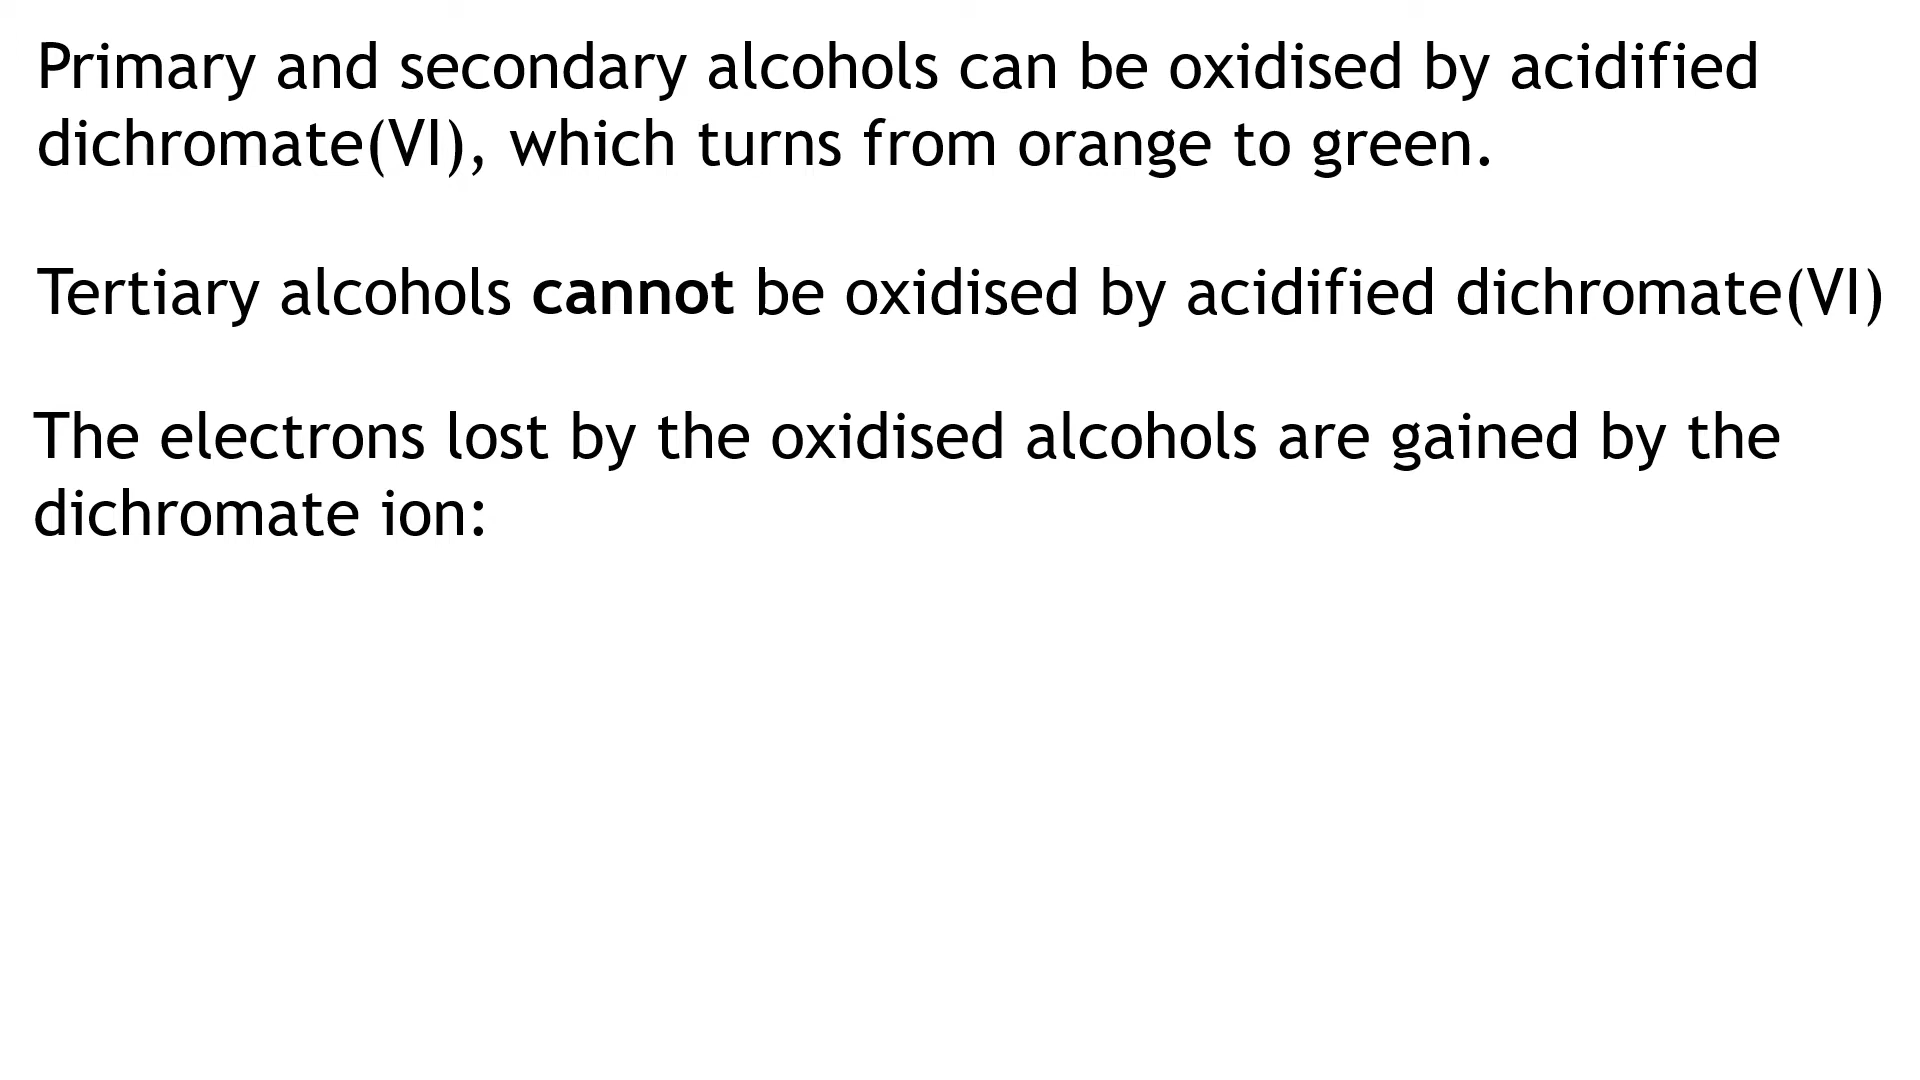 Primary and secondary alcohols can be oxidised by acidified
dichromate(VI), which turns from orange to green.
Tertiary alcohols cannot be oxidised by acidified dichromate(VI)
The electrons lost by the oxidised alcohols are gained by the
dichromate ion: